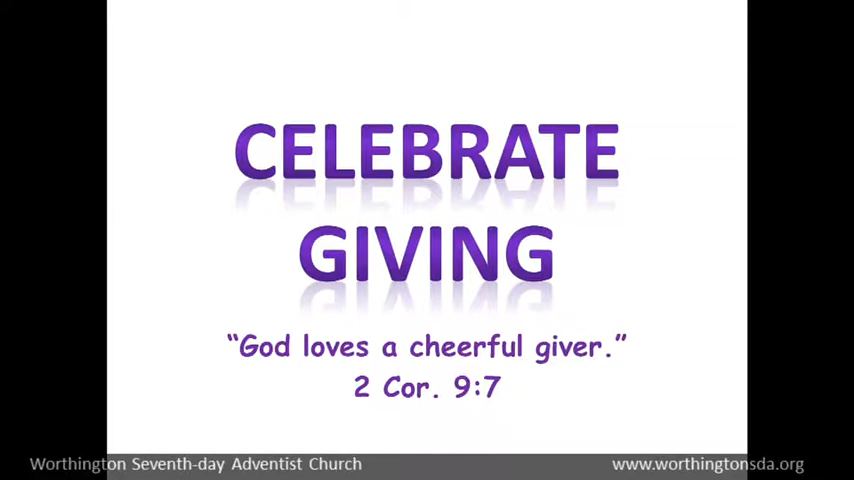 CELEBRATE
GIVING
“God loves a cheerful giver.”
2 Cor. 9:7
Worthington Seventh-day Adventist Church www.worthingtonsda.org